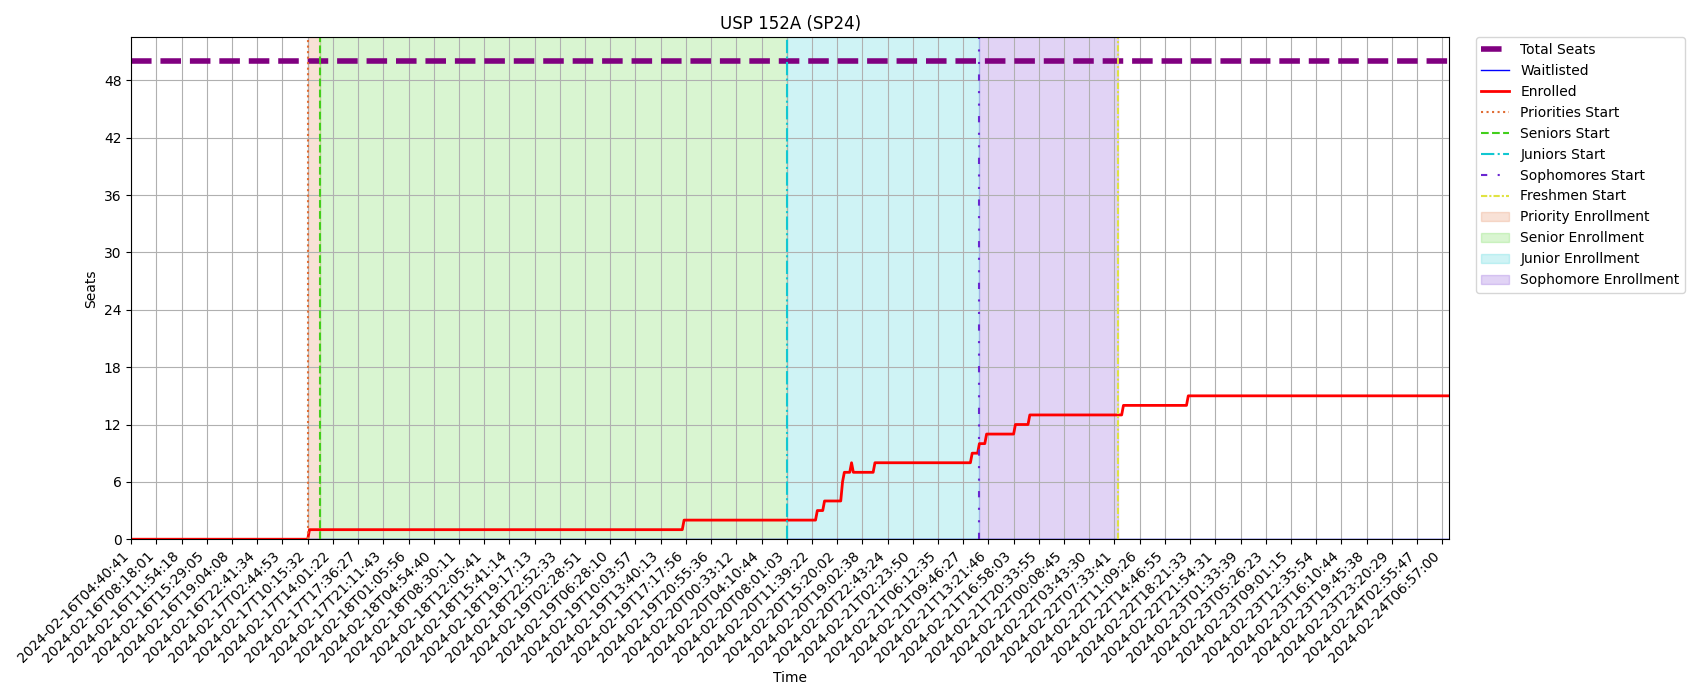 USP 152A (SP24)
Total Seats
Waitlisted
Enrolled
Priorities Start
Seniors Start
Juniors Start
Sophomores Start
Freshmen Start
Priority Enrollment
Senior Enrollment
Junior Enrollment
Sophomore Enrollment
Seats
48
42
36
30
24
18
12
6
0
2024-02-16T04:40:41
2024-02-16T08:18:01
2024-02-16T11:54:18
2024-02-16T15:29:05
2024-02-16T19:04:08
2024-02-16T22:41:34
2024-02-17T02:44:53
2024-02-17T10:15:32
2024-02-17T14:01:22
2024-02-17T17:36:27
2024-02-17T21:11:43
2024-02-18T01:05:56
2024-02-18T04:54:40
2024-02-18T08:30:11
2024-02-18T12:05:41
2024-02-18T15:41:14
2024-02-18T19:17:13
2024-02-18T22:52:33
2024-02-19T02:28:51
2024-02-19T06:28:10
2024-02-19T10:03:57
2024-02-19T13:40:13
2024-02-19T17:17:56
2024-02-19T20:55:36
2024-02-20T00:33:12
2024-02-20T04:10:44
2024-02-20T08:01:03
2024-02-20T11:39:22
2024-02-20T15:20:02
2024-02-20T19:02:38
2024-02-20T22:43:24
2024-02-21T02:23:50
2024-02-21T06:12:35
2024-02-21T09:46:27
2024-02-21T13:21:46
2024-02-21T16:58:03
2024-02-21T20:33:55
2024-02-22T00:08:45
2024-02-22T03:43:30
2024-02-22T07:33:41
2024-02-22T11:09:26
2024-02-22T14:46:55
2024-02-22T18:21:33
2024-02-22T21:54:31
2024-02-23T01:33:39
2024-02-23T05:26:23
2024-02-23T09:01:15
2024-02-23T12:35:54
2024-02-23T16:10:44
2024-02-23T19:45:38
2024-02-23T23:20:29
2024-02-24T02:55:47
2024-02-24T06:57:00
Time